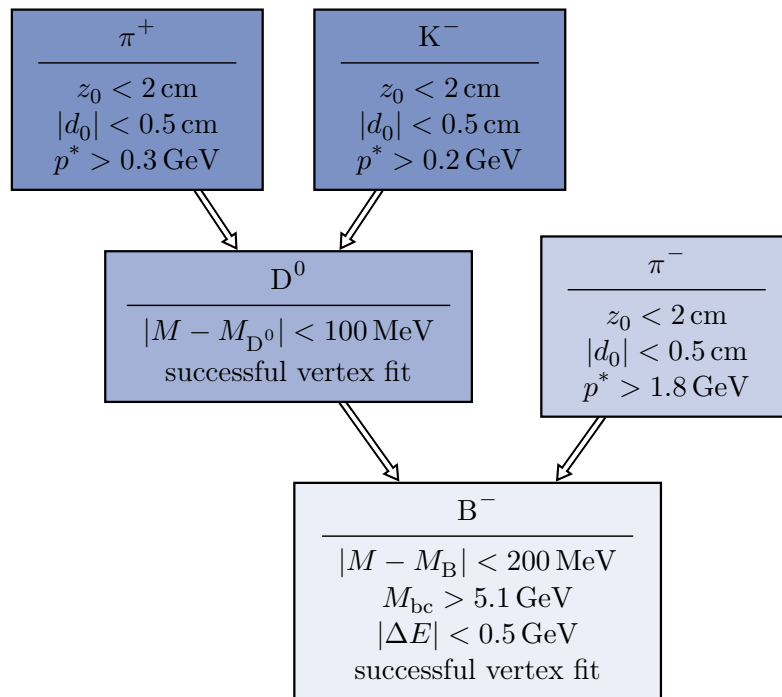 π⁺
z₀ < 2 cm
|d₀| < 0.5 cm
p* > 0.3 GeV
K⁻
z₀ < 2 cm
|d₀| < 0.5 cm
p* > 0.2 GeV
D⁰
|M − M_D⁰| < 100 MeV
successful vertex fit
π⁻
z₀ < 2 cm
|d₀| < 0.5 cm
p* > 1.8 GeV
B⁻
|M − M_B| < 200 MeV
M_bc > 5.1 GeV
|ΔE| < 0.5 GeV
successful vertex fit